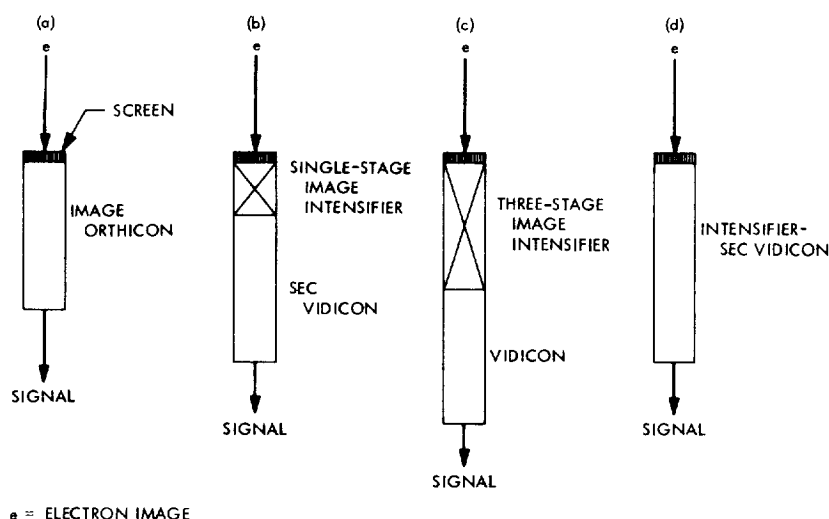 (a)
e
SCREEN
IMAGE
ORTHICON
SIGNAL
(b)
e
SINGLE-STAGE
IMAGE
INTENSIFIER
SEC
VIDICON
SIGNAL
(c)
e
THREE-STAGE
IMAGE
INTENSIFIER
VIDICON
SIGNAL
(d)
e
INTENSIFIER-
SEC VIDICON
SIGNAL
e = ELECTRON IMAGE